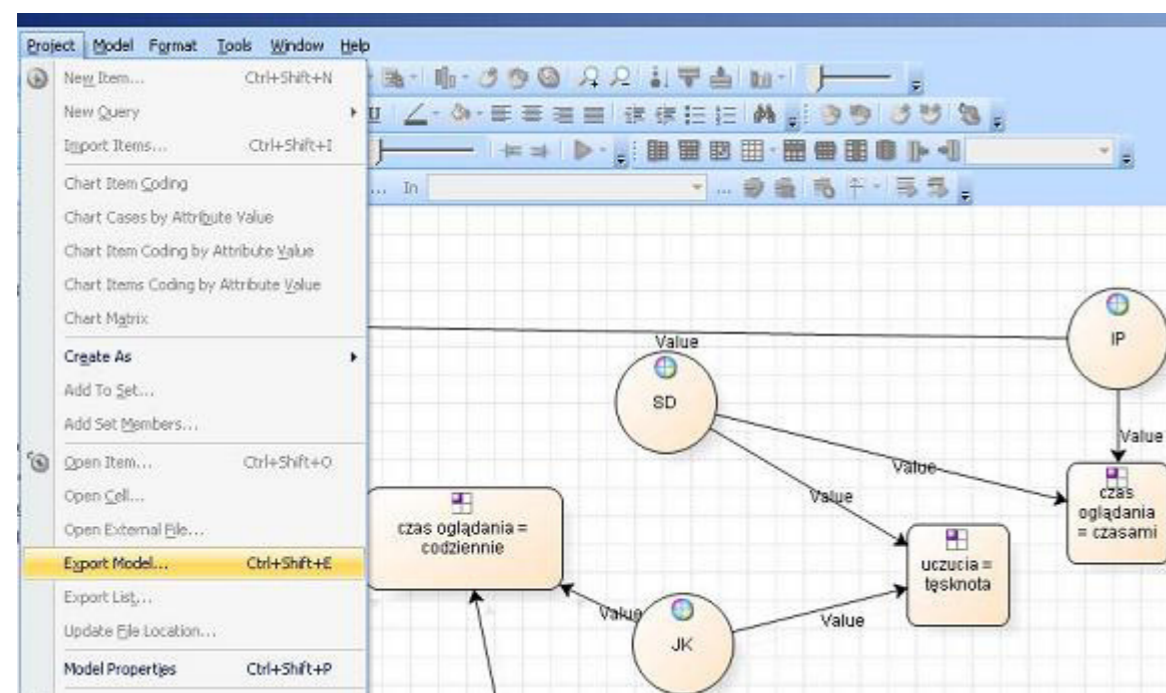 Project Model Format Tools Window Help
New Item... Ctrl+Shift+N
New Query
Import Items... Ctrl+Shift+I
Chart Item Coding
Chart Cases by Attribute Value
Chart Item Coding by Attribute Value
Chart Items Coding by Attribute Value
Chart Matrix
Create As
Add To Set...
Add Set Members...
Open Item... Ctrl+Shift+O
Open Cell...
Open External File...
Export Model... Ctrl+Shift+E
Export List...
Update File Location...
Model Properties Ctrl+Shift+P
U
... In
...
Value
IP
SD
Value
Value
Value
czas
oglądania
= czasami
czas oglądania =
codziennie
uczucia =
tęsknota
Value
Value
JK